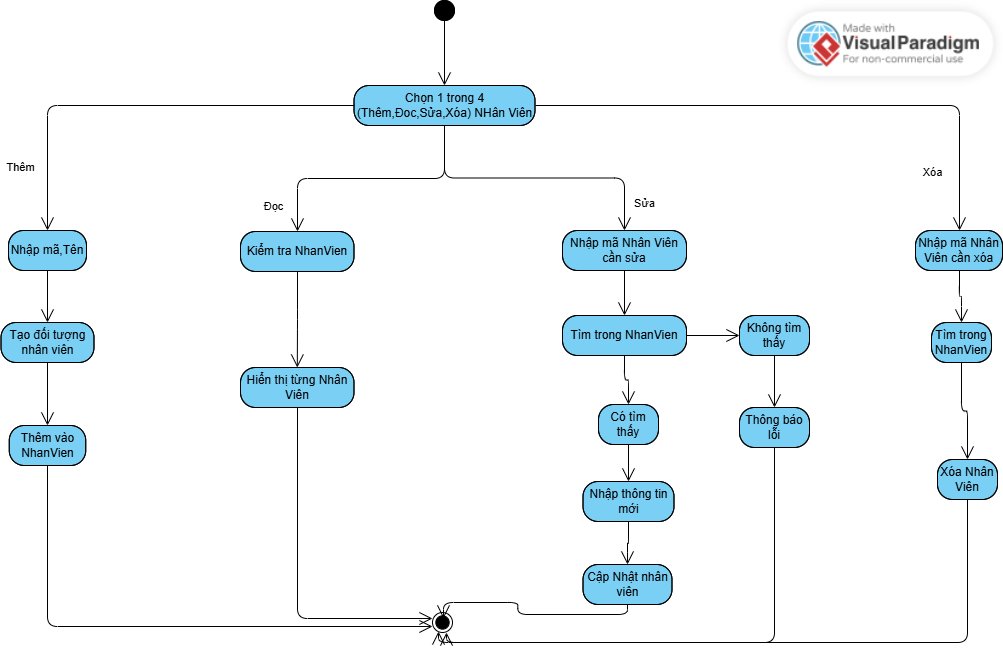 Made with
Visual Paradigm
For non-commercial use
Chọn 1 trong 4
(Thêm,Đoc,Sửa,Xóa) NHân Viên
Thêm
Đọc
Sửa
Xóa
Nhập mã,Tên
Kiểm tra NhanVien
Nhập mã Nhân Viên
cần sửa
Nhập mã Nhân
Viên cần xóa
Tạo đối tượng
nhân viên
Tìm trong NhanVien
Không tìm
thấy
Tìm trong
NhanVien
Hiển thị từng Nhân
Viên
Có tìm
thấy
Thông báo
lỗi
Thêm vào
NhanVien
Xóa Nhân
Viên
Nhập thông tin
mới
Cập Nhật nhân
viên